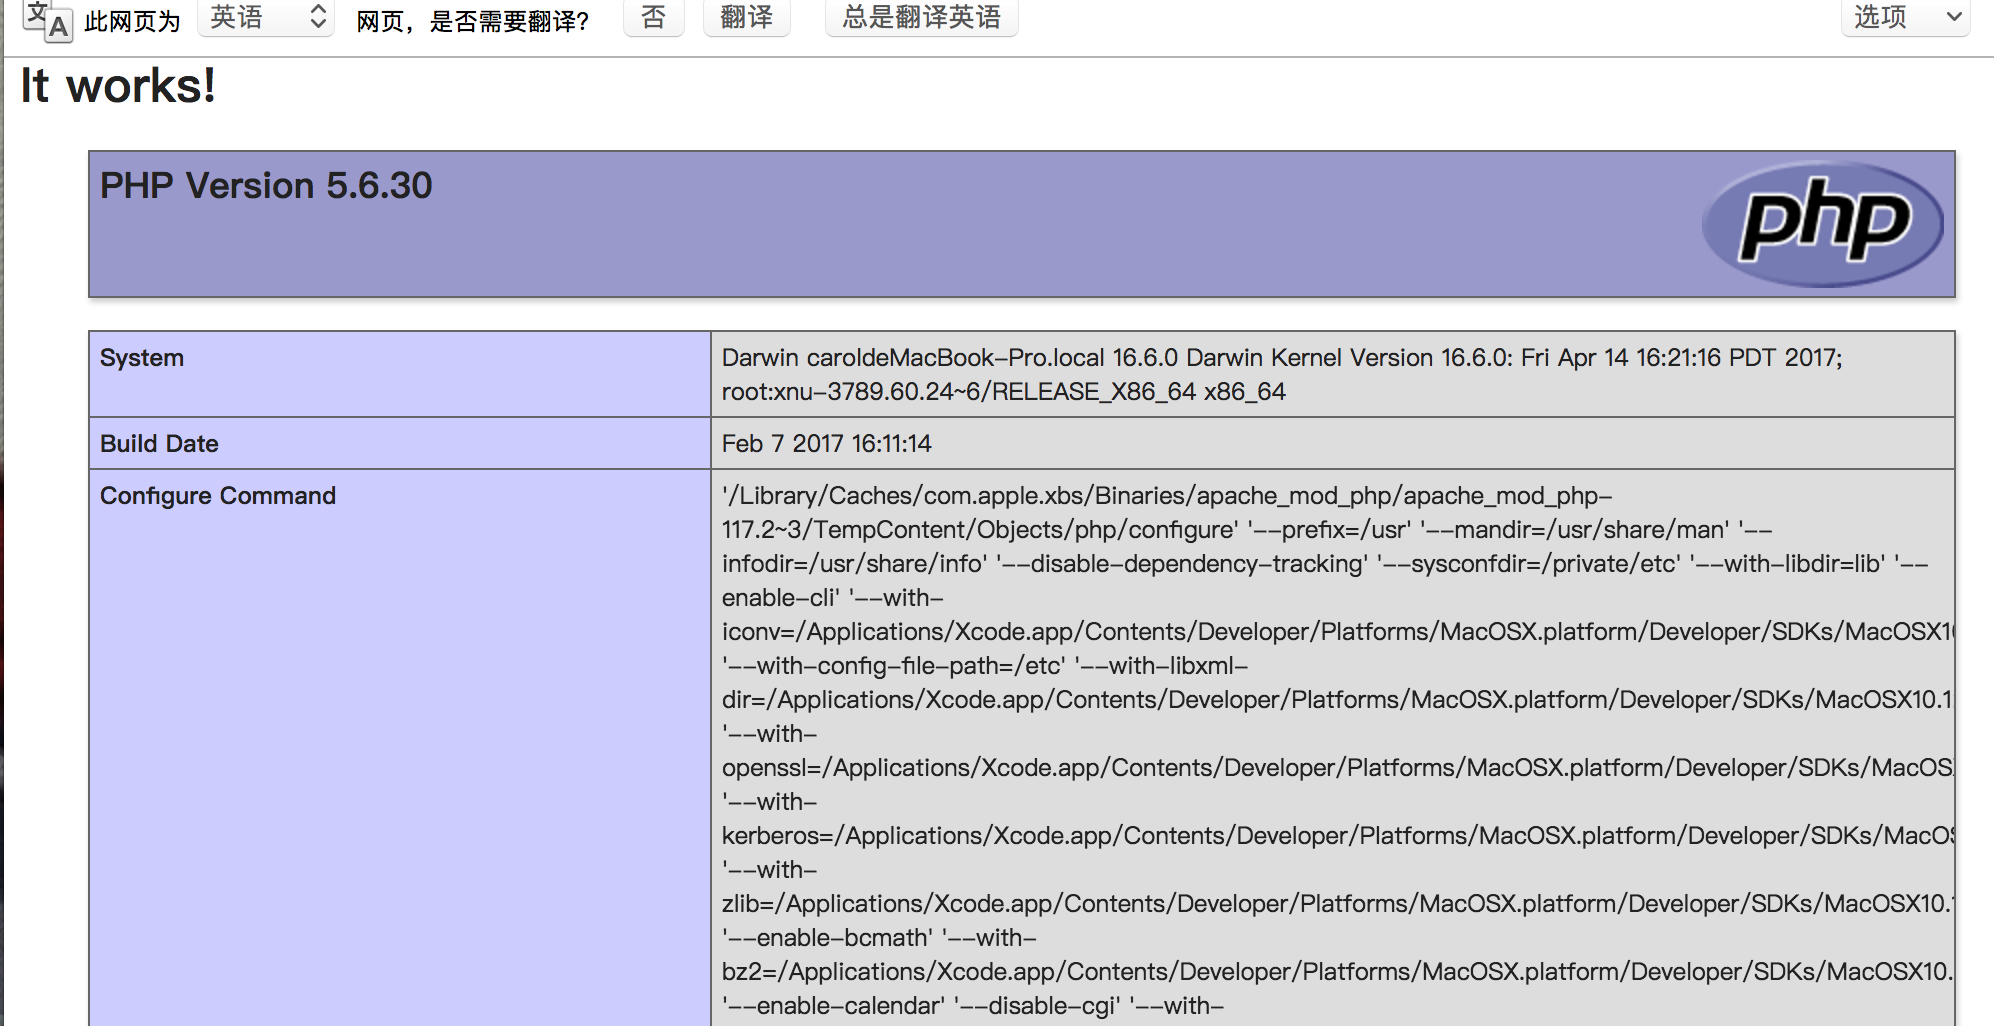 文A 此网页为 英语 网页，是否需要翻译? 否 翻译 总是翻译英语 选项
It works!
PHP Version 5.6.30
php
System
Darwin caroldeMacBook-Pro.local 16.6.0 Darwin Kernel Version 16.6.0: Fri Apr 14 16:21:16 PDT 2017;
root:xnu-3789.60.24~6/RELEASE_X86_64 x86_64
Build Date
Feb 7 2017 16:11:14
Configure Command
'/Library/Caches/com.apple.xbs/Binaries/apache_mod_php/apache_mod_php-
117.2~3/TempContent/Objects/php/configure' '--prefix=/usr' '--mandir=/usr/share/man' '--
infodir=/usr/share/info' '--disable-dependency-tracking' '--sysconfdir=/private/etc' '--with-libdir=lib' '--
enable-cli' '--with-
iconv=/Applications/Xcode.app/Contents/Developer/Platforms/MacOSX.platform/Developer/SDKs/MacOSX1
'--with-config-file-path=/etc' '--with-libxml-
dir=/Applications/Xcode.app/Contents/Developer/Platforms/MacOSX.platform/Developer/SDKs/MacOSX10.1
'--with-
openssl=/Applications/Xcode.app/Contents/Developer/Platforms/MacOSX.platform/Developer/SDKs/MacOS
'--with-
kerberos=/Applications/Xcode.app/Contents/Developer/Platforms/MacOSX.platform/Developer/SDKs/MacOS
'--with-
zlib=/Applications/Xcode.app/Contents/Developer/Platforms/MacOSX.platform/Developer/SDKs/MacOSX10.
'--enable-bcmath' '--with-
bz2=/Applications/Xcode.app/Contents/Developer/Platforms/MacOSX.platform/Developer/SDKs/MacOSX10.
'--enable-calendar' '--disable-cgi' '--with-